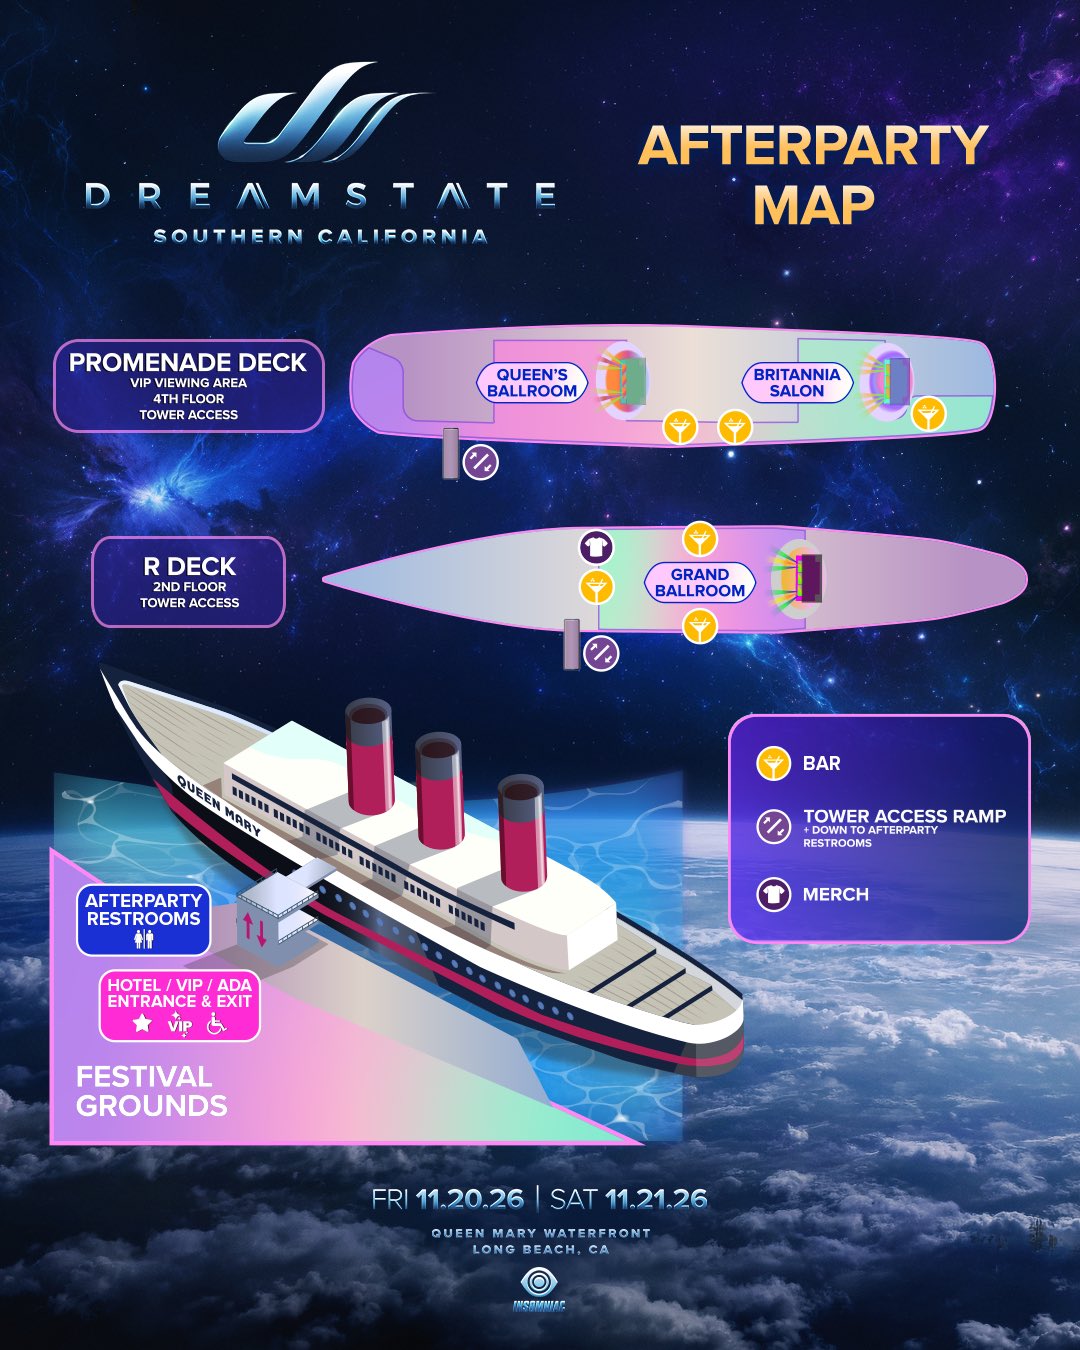 DREAMSTATE
SOUTHERN CALIFORNIA
AFTERPARTY
MAP
PROMENADE DECK
VIP VIEWING AREA
4TH FLOOR
TOWER ACCESS
QUEEN'S
BALLROOM
BRITANNIA
SALON
R DECK
2ND FLOOR
TOWER ACCESS
GRAND
BALLROOM
QUEEN MARY
BAR
TOWER ACCESS RAMP
+ DOWN TO AFTERPARTY
RESTROOMS
MERCH
AFTERPARTY
RESTROOMS
HOTEL / VIP / ADA
ENTRANCE & EXIT
VIP
FESTIVAL
GROUNDS
FRI 11.20.26 | SAT 11.21.26
QUEEN MARY WATERFRONT
LONG BEACH, CA
INSOMNIAC